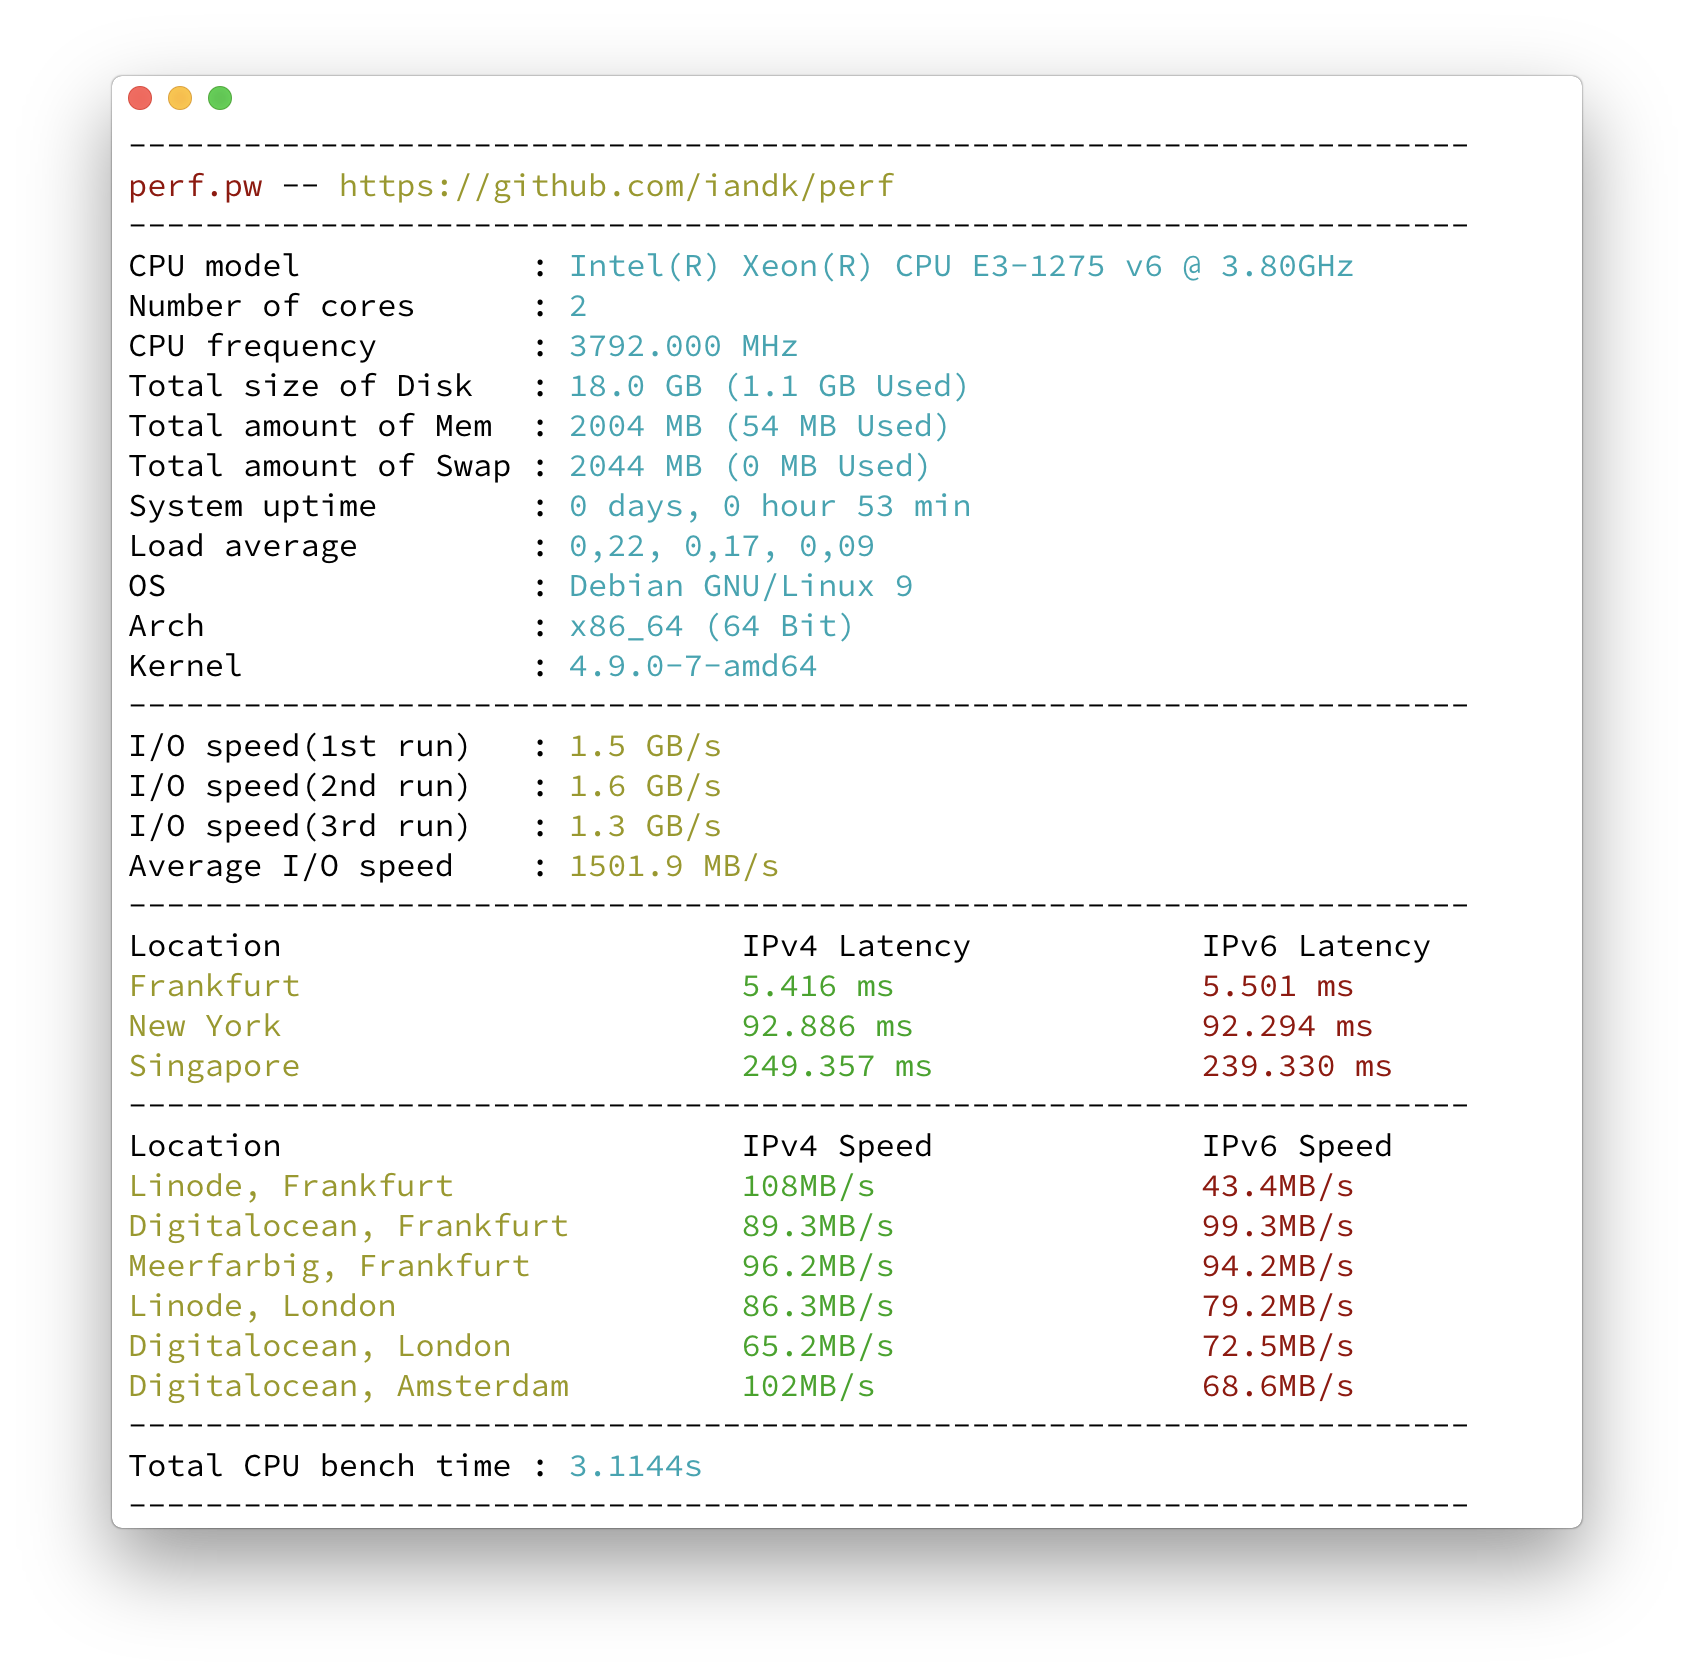 ----------------------------------------------------------------------
perf.pw -- https://github.com/iandk/perf
----------------------------------------------------------------------
CPU model            : Intel(R) Xeon(R) CPU E3-1275 v6 @ 3.80GHz
Number of cores      : 2
CPU frequency        : 3792.000 MHz
Total size of Disk   : 18.0 GB (1.1 GB Used)
Total amount of Mem  : 2004 MB (54 MB Used)
Total amount of Swap : 2044 MB (0 MB Used)
System uptime        : 0 days, 0 hour 53 min
Load average         : 0,22, 0,17, 0,09
OS                   : Debian GNU/Linux 9
Arch                 : x86_64 (64 Bit)
Kernel               : 4.9.0-7-amd64
----------------------------------------------------------------------
I/O speed(1st run)   : 1.5 GB/s
I/O speed(2nd run)   : 1.6 GB/s
I/O speed(3rd run)   : 1.3 GB/s
Average I/O speed    : 1501.9 MB/s
----------------------------------------------------------------------
Location                        IPv4 Latency            IPv6 Latency
Frankfurt                       5.416 ms                5.501 ms
New York                        92.886 ms               92.294 ms
Singapore                       249.357 ms              239.330 ms
----------------------------------------------------------------------
Location                        IPv4 Speed              IPv6 Speed
Linode, Frankfurt               108MB/s                 43.4MB/s
Digitalocean, Frankfurt         89.3MB/s                99.3MB/s
Meerfarbig, Frankfurt           96.2MB/s                94.2MB/s
Linode, London                  86.3MB/s                79.2MB/s
Digitalocean, London            65.2MB/s                72.5MB/s
Digitalocean, Amsterdam         102MB/s                 68.6MB/s
----------------------------------------------------------------------
Total CPU bench time : 3.1144s
----------------------------------------------------------------------